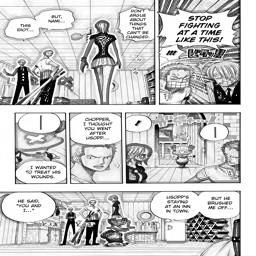 STOP
FIGHTING
AT A TIME
LIKE THIS!
DON'T
ARGUE
ABOUT
THINGS
THAT
CAN'T BE
CHANGED.
BUT,
NAMI...
THIS
IDIOT...
CHOPPER,
I THOUGHT
YOU WENT
AFTER
USOPP...
I WANTED
TO TREAT HIS
WOUNDS.
BUT HE
BRUSHED
ME OFF...
USOPP'S
STAYING
AT AN INN
IN TOWN.
HE SAID,
"YOU AND
I..."